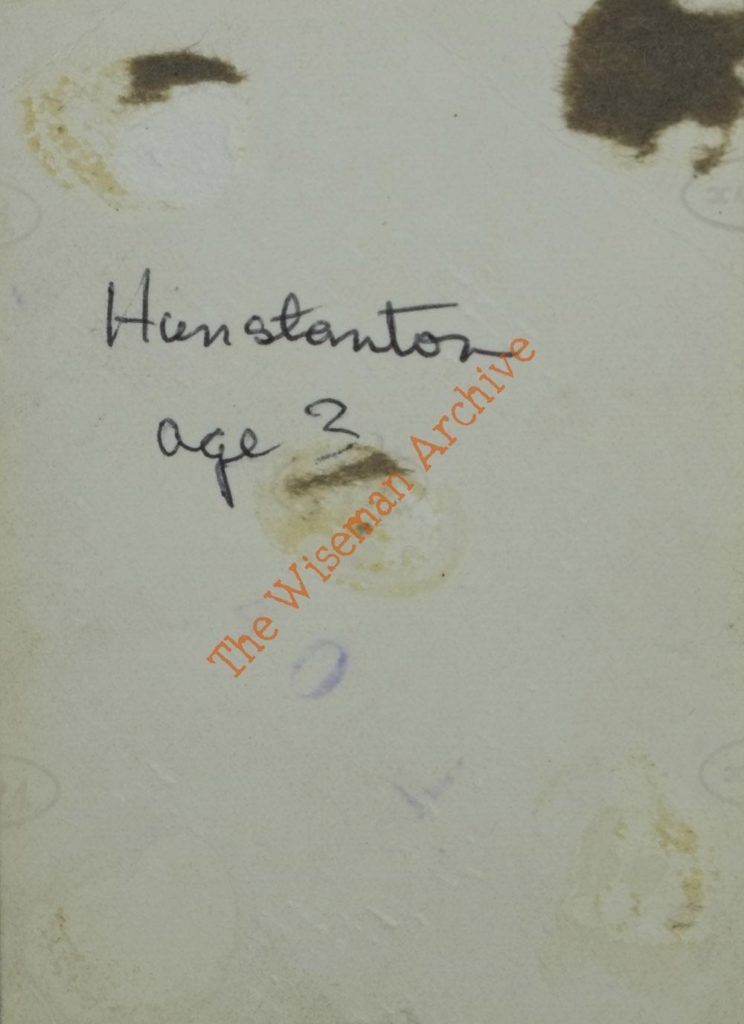 Hunstanton
age 3
The Wiseman Archive